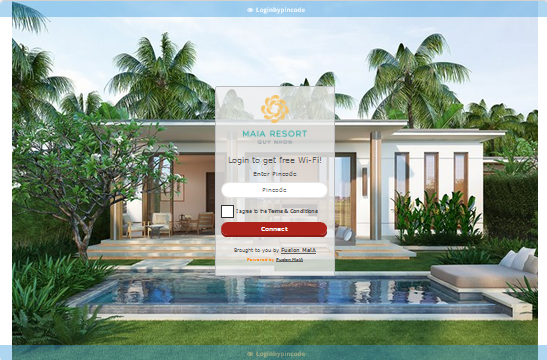 Loginbypincode
MAIA RESORT
QUY NHON
Login to get free Wi-Fi!
Enter Pincode
Pincode
I agree to the Terms & Conditions
Connect
Brought to you by Fusion MaIA
Powered by Fusion MaIA
Loginbypincode